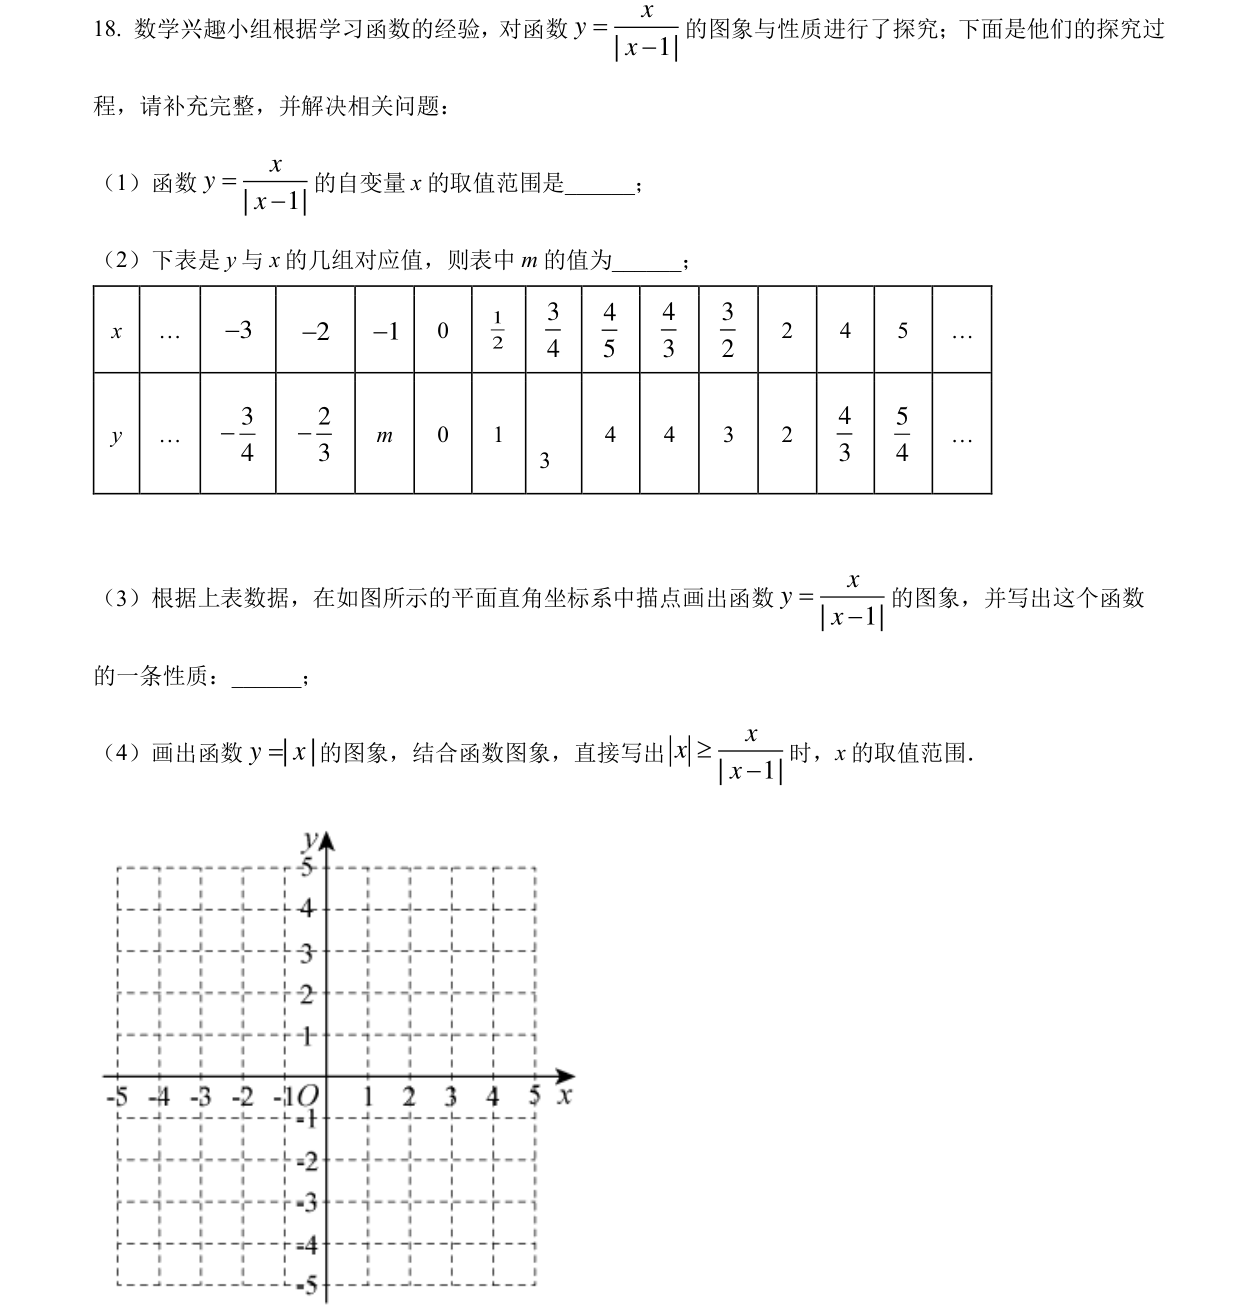 18. 数学兴趣小组根据学习函数的经验，对函数 y = x/|x−1| 的图象与性质进行了探究；下面是他们的探究过
程，请补充完整，并解决相关问题：
（1）函数 y = x/|x−1| 的自变量 x 的取值范围是______；
（2）下表是 y 与 x 的几组对应值，则表中 m 的值为______；
x … −3 −2 −1 0 1/2 3/4 4/5 4/3 3/2 2 4 5 …
y … −3/4 −2/3 m 0 1 3 4 4 3 2 4/3 5/4 …
（3）根据上表数据，在如图所示的平面直角坐标系中描点画出函数 y = x/|x−1| 的图象，并写出这个函数
的一条性质：______；
（4）画出函数 y =|x| 的图象，结合函数图象，直接写出 |x| ≥ x/|x−1| 时，x 的取值范围．
y
5
4
3
2
1
-5 -4 -3 -2 -1 O 1 2 3 4 5 x
-1
-2
-3
-4
-5